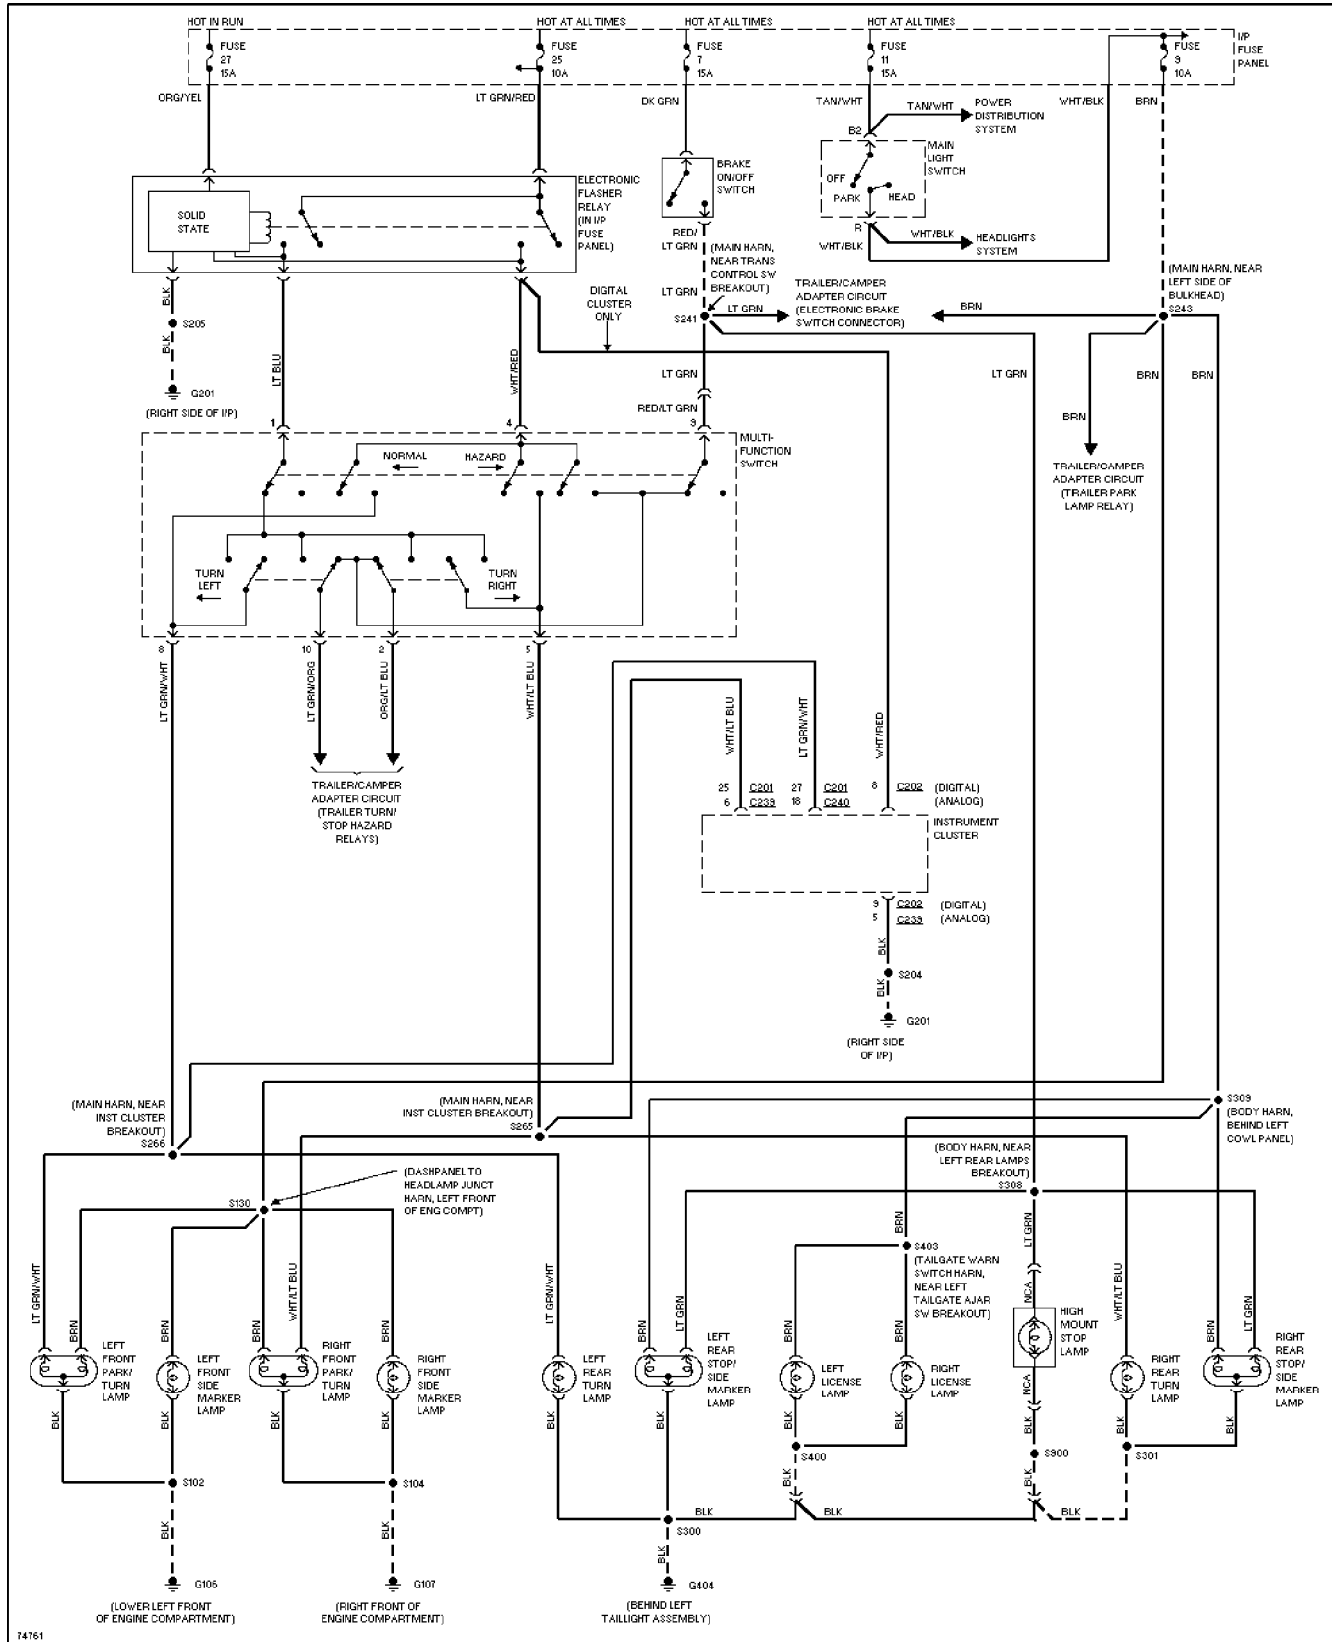 HOT IN RUN
HOT AT ALL TIMES
HOT AT ALL TIMES
HOT AT ALL TIMES
FUSE
27
15A
FUSE
25
10A
FUSE
7
15A
FUSE
11
15A
FUSE
9
10A
I/P
FUSE
PANEL
ORG/YEL
LT GRN/RED
DK GRN
TAN/WHT
TAN/WHT
POWER
DISTRIBUTION
SYSTEM
WHT/BLK
BRN
B2
MAIN
LIGHT
SWITCH
OFF
PARK
HEAD
R
WHT/BLK
WHT/BLK
HEADLIGHTS
SYSTEM
BRAKE
ON/OFF
SWITCH
ELECTRONIC
FLASHER
RELAY
(IN I/P
FUSE
PANEL)
SOLID
STATE
RED/
LT GRN
LT GRN
(MAIN HARN,
NEAR TRANS
CONTROL SW
BREAKOUT)
S241
LT GRN
TRAILER/CAMPER
ADAPTER CIRCUIT
(ELECTRONIC BRAKE
SWITCH CONNECTOR)
BRN
(MAIN HARN, NEAR
LEFT SIDE OF
BULKHEAD)
S243
BLK
S205
BLK
G201
(RIGHT SIDE OF I/P)
LT BLU
WHT/RED
DIGITAL
CLUSTER
ONLY
LT GRN
RED/LT GRN
LT GRN
BRN
BRN
BRN
TRAILER/CAMPER
ADAPTER CIRCUIT
(TRAILER PARK
LAMP RELAY)
1
4
9
MULTI-
FUNCTION
SWITCH
NORMAL
HAZARD
TURN
LEFT
TURN
RIGHT
8
10
2
5
LT GRN/WHT
LT GRN/ORG
ORG/LT BLU
WHT/LT BLU
TRAILER/CAMPER
ADAPTER CIRCUIT
(TRAILER TURN/
STOP HAZARD
RELAYS)
WHT/LT BLU
LT GRN/WHT
WHT/RED
25 C201 27 C201 8 C202 (DIGITAL)
6 C239 18 C240 (ANALOG)
INSTRUMENT
CLUSTER
9 C202 (DIGITAL)
5 C239 (ANALOG)
BLK
S204
BLK
G201
(RIGHT SIDE
OF I/P)
(MAIN HARN, NEAR
INST CLUSTER
BREAKOUT)
S266
(MAIN HARN, NEAR
INST CLUSTER BREAKOUT)
S265
S309
(BODY HARN,
BEHIND LEFT
COWL PANEL)
(BODY HARN, NEAR
LEFT REAR LAMPS
BREAKOUT)
S308
(DASHPANEL TO
HEADLAMP JUNCT
HARN, LEFT FRONT
OF ENG COMPT)
S130
BRN
S403
(TAILGATE WARN
SWITCH HARN,
NEAR LEFT
TAILGATE AJAR
SW BREAKOUT)
LT GRN
NCA
LT GRN/WHT
BRN
BRN
BRN
WHT/LT BLU
BRN
LT GRN/WHT
BRN
LT GRN
BRN
BRN
WHT/LT BLU
BRN
LT GRN
LEFT
FRONT
PARK/
TURN
LAMP
LEFT
FRONT
SIDE
MARKER
LAMP
RIGHT
FRONT
PARK/
TURN
LAMP
RIGHT
FRONT
SIDE
MARKER
LAMP
LEFT
REAR
TURN
LAMP
LEFT
REAR
STOP/
SIDE
MARKER
LAMP
LEFT
LICENSE
LAMP
RIGHT
LICENSE
LAMP
HIGH
MOUNT
STOP
LAMP
RIGHT
REAR
TURN
LAMP
RIGHT
REAR
STOP/
SIDE
MARKER
LAMP
BLK
BLK
BLK
BLK
BLK
BLK
BLK
BLK
NCA
BLK
BLK
BLK
S102
S104
S400
S900
S301
BLK
BLK
BLK
BLK
BLK
BLK
BLK
S300
BLK
G106
(LOWER LEFT FRONT
OF ENGINE COMPARTMENT)
G107
(RIGHT FRONT OF
ENGINE COMPARTMENT)
G404
(BEHIND LEFT
TAILLIGHT ASSEMBLY)
74761